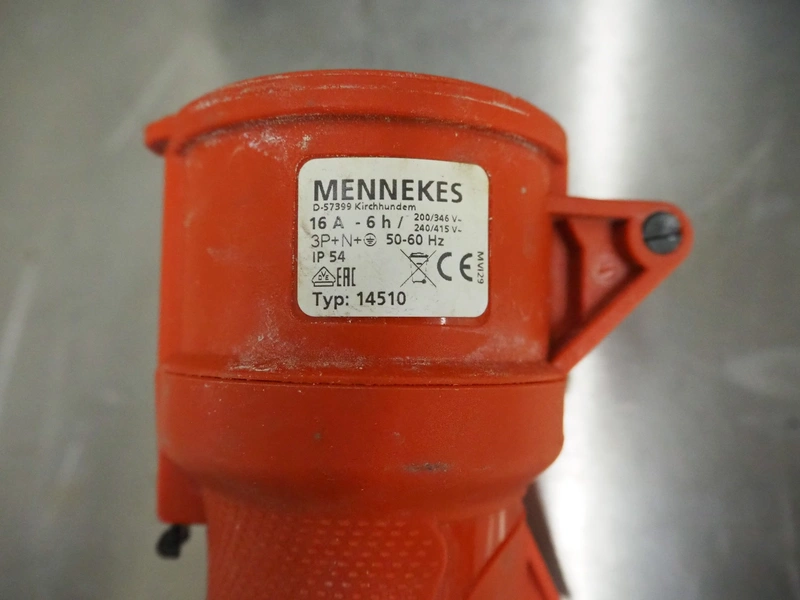 MENNEKES
D-57399 Kirchhundem
16 A - 6 h / 200/346 V~
240/415 V~
3P+N+⏚ 50-60 Hz
IP 54
EAC CE
MVI29
Typ: 14510